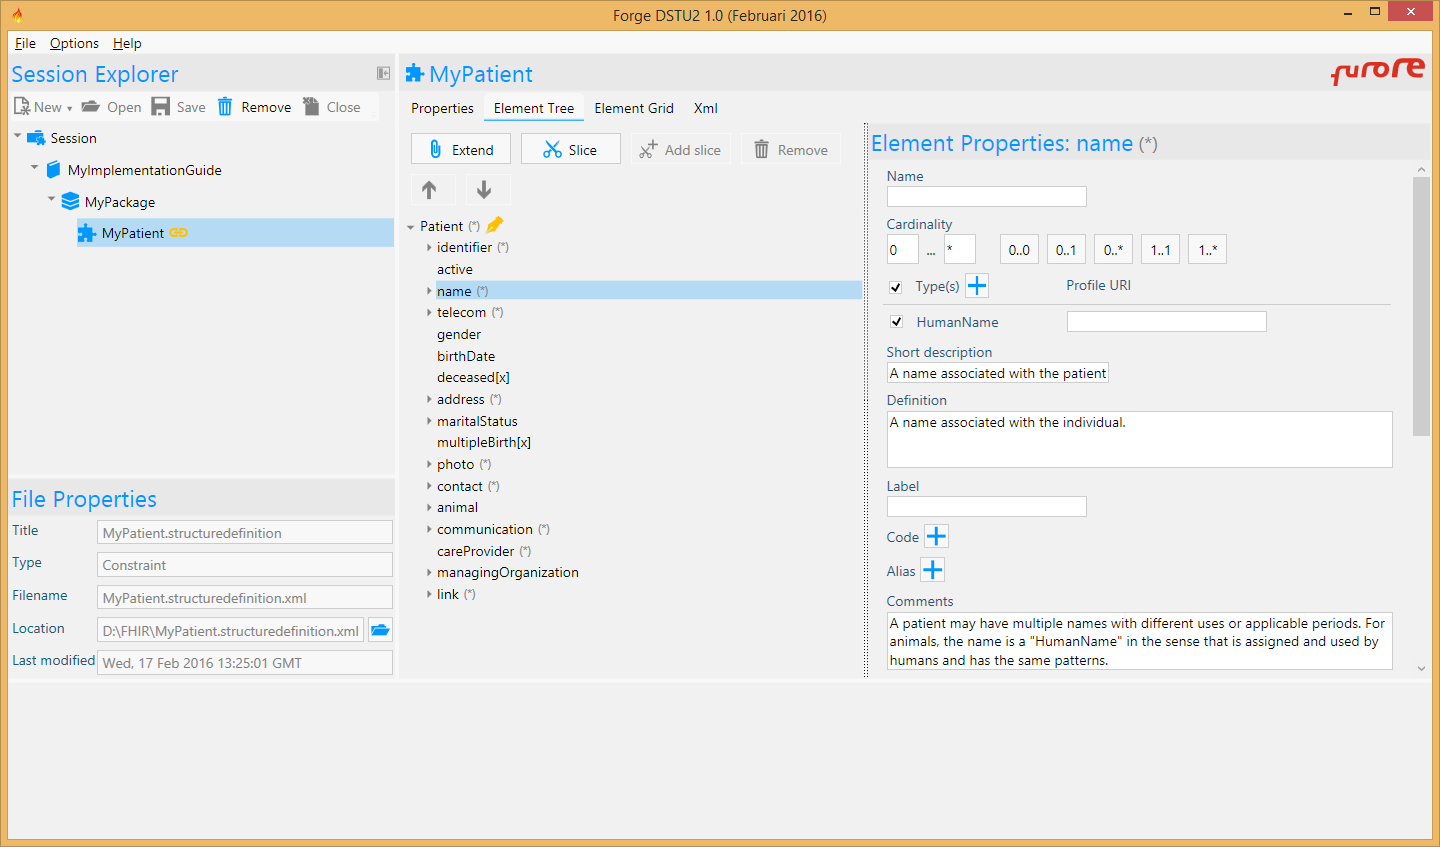 Forge DSTU2 1.0 (Februari 2016)
File Options Help
Session Explorer
New Open Save Remove Close
Session
MyImplementationGuide
MyPackage
MyPatient
File Properties
Title MyPatient.structuredefinition
Type Constraint
Filename MyPatient.structuredefinition.xml
Location D:\FHIR\MyPatient.structuredefinition.xml
Last modified Wed, 17 Feb 2016 13:25:01 GMT
MyPatient
furore
Properties Element Tree Element Grid Xml
Extend Slice Add slice Remove
Patient (*)
identifier (*)
active
name (*)
telecom (*)
gender
birthDate
deceased[x]
address (*)
maritalStatus
multipleBirth[x]
photo (*)
contact (*)
animal
communication (*)
careProvider (*)
managingOrganization
link (*)
Element Properties: name (*)
Name
Cardinality
0 ... * 0..0 0..1 0..* 1..1 1..*
Type(s) Profile URI
HumanName
Short description
A name associated with the patient
Definition
A name associated with the individual.
Label
Code
Alias
Comments
A patient may have multiple names with different uses or applicable periods. For
animals, the name is a "HumanName" in the sense that is assigned and used by
humans and has the same patterns.